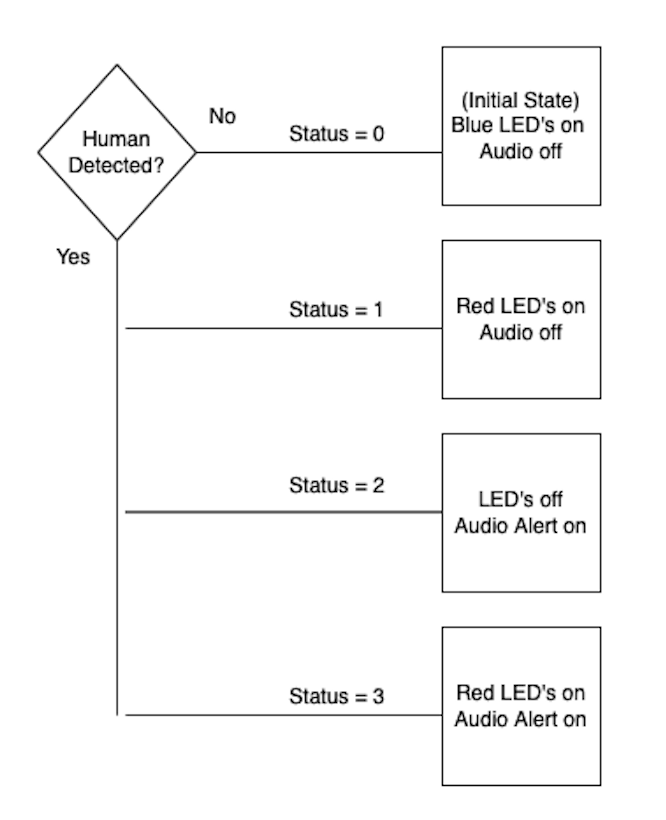 Human
Detected?
No
Status = 0
(Initial State)
Blue LED's on
Audio off
Yes
Status = 1
Red LED's on
Audio off
Status = 2
LED's off
Audio Alert on
Status = 3
Red LED's on
Audio Alert on